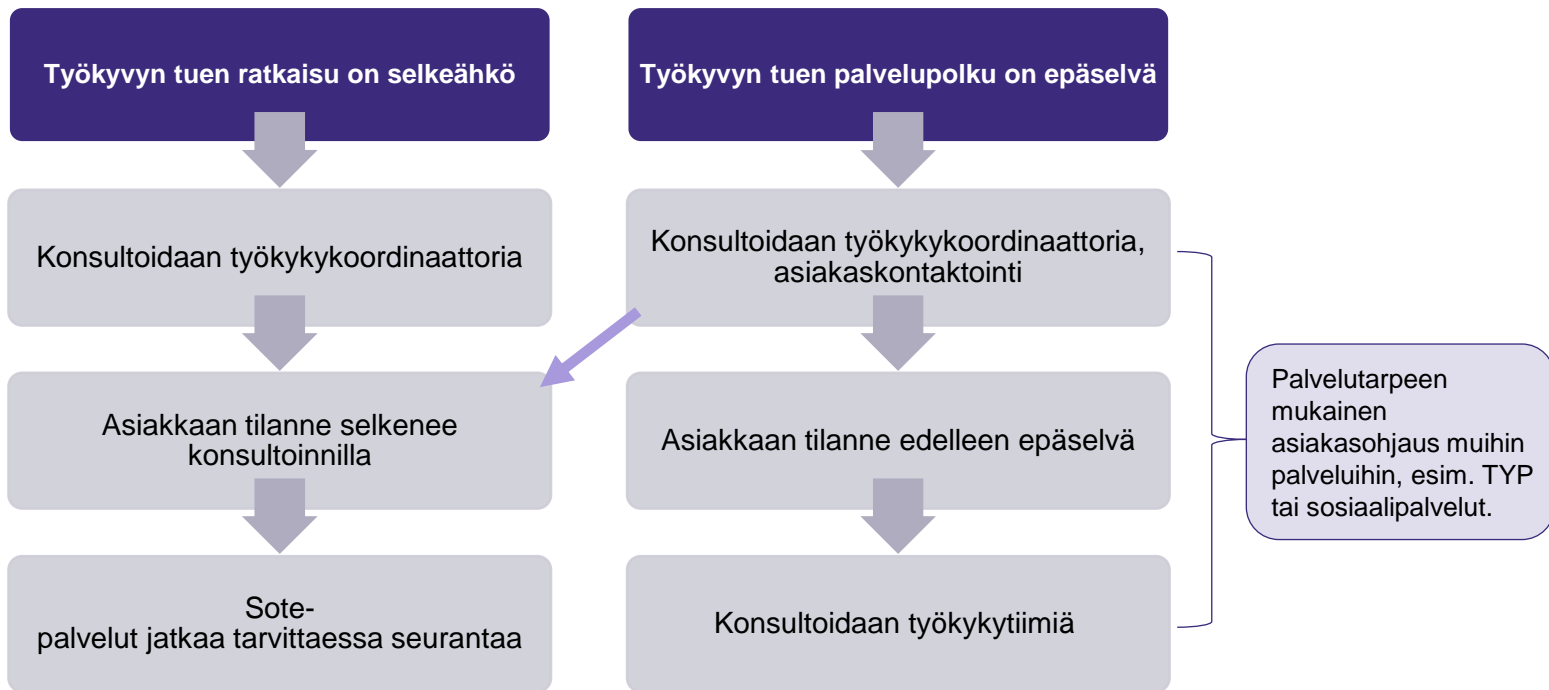 Työkyvyn tuen ratkaisu on selkeähkö
Konsultoidaan työkykykoordinaattoria
Asiakkaan tilanne selkenee
konsultoinnilla
Sote-
palvelut jatkaa tarvittaessa seurantaa
Työkyvyn tuen palvelupolku on epäselvä
Konsultoidaan työkykykoordinaattoria,
asiakaskontaktointi
Asiakkaan tilanne edelleen epäselvä
Konsultoidaan työkykytiimiä
Palvelutarpeen
mukainen
asiakasohjaus muihin
palveluihin, esim. TYP
tai sosiaalipalvelut.